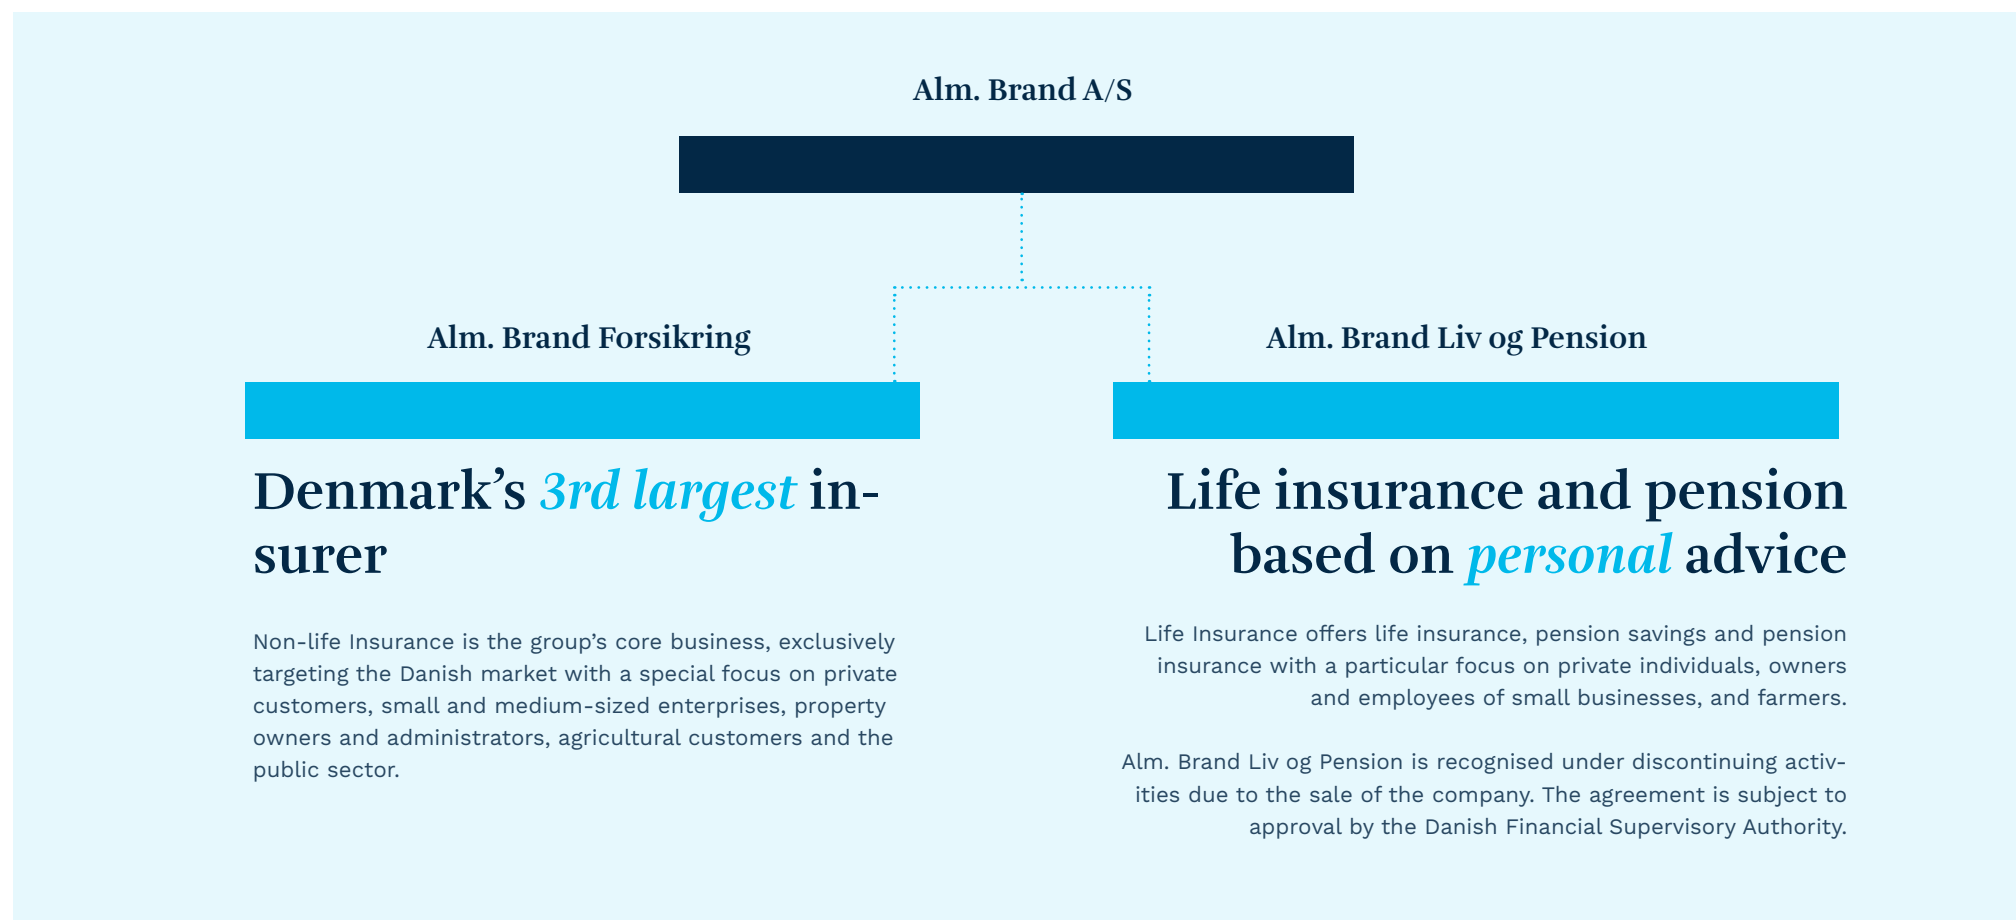 Alm. Brand A/S
Alm. Brand Forsikring
Denmark’s 3rd largest in-
surer
Non-life Insurance is the group’s core business, exclusively
targeting the Danish market with a special focus on private
customers, small and medium-sized enterprises, property
owners and administrators, agricultural customers and the
public sector.
Alm. Brand Liv og Pension
Life insurance and pension
based on personal advice
Life Insurance offers life insurance, pension savings and pension
insurance with a particular focus on private individuals, owners
and employees of small businesses, and farmers.
Alm. Brand Liv og Pension is recognised under discontinuing activ-
ities due to the sale of the company. The agreement is subject to
approval by the Danish Financial Supervisory Authority.